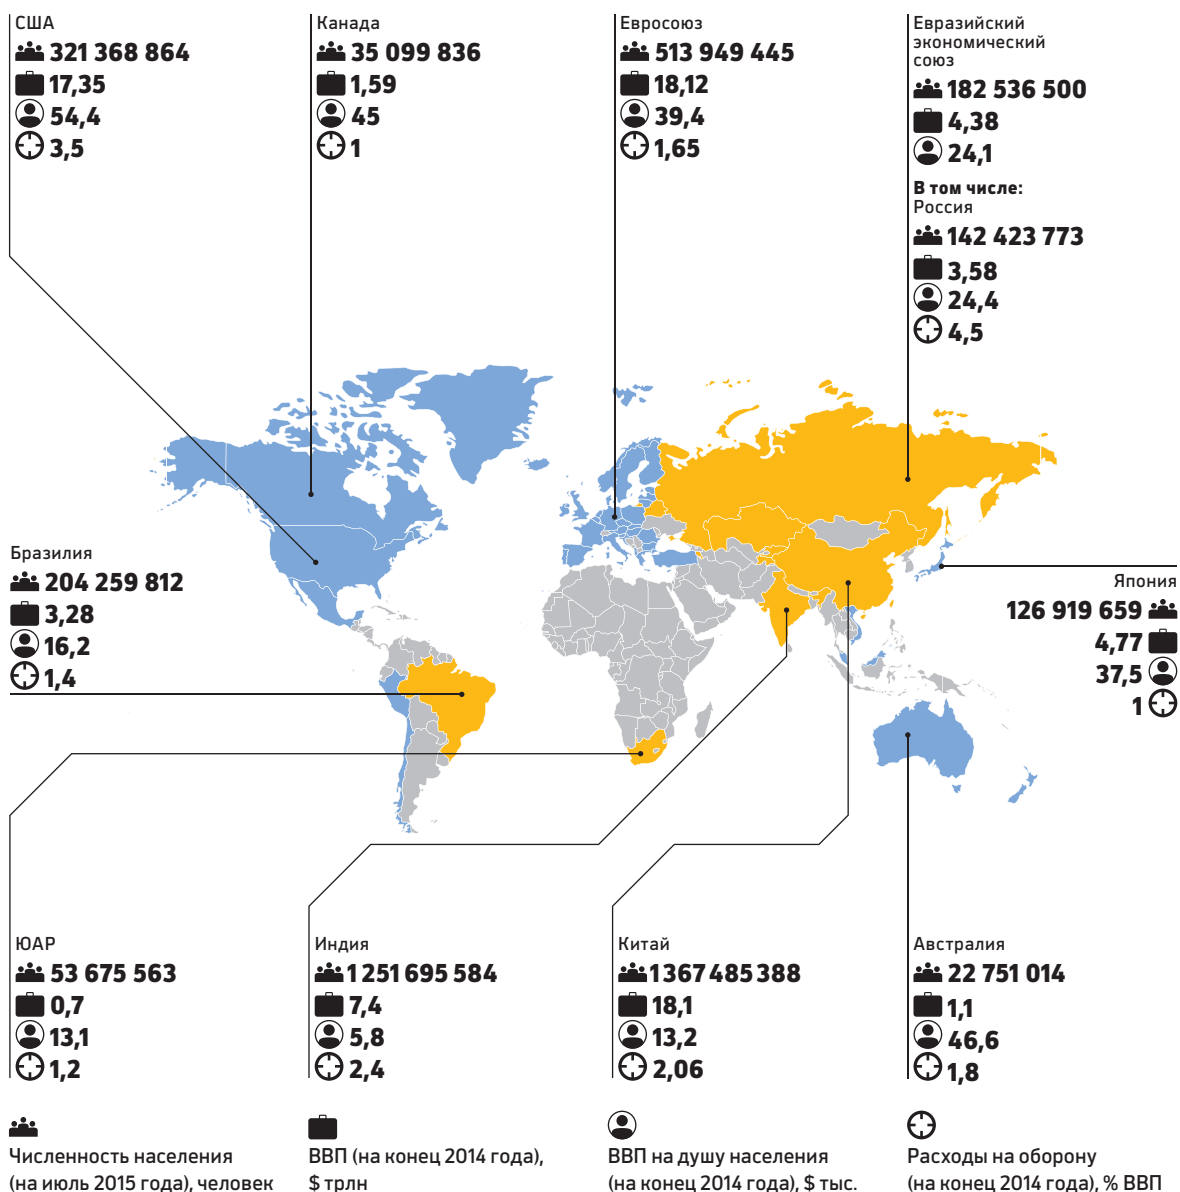 США
321 368 864
17,35
54,4
3,5
Канада
35 099 836
1,59
45
1
Евросоюз
513 949 445
18,12
39,4
1,65
Евразийский
экономический
союз
182 536 500
4,38
24,1
В том числе:
Россия
142 423 773
3,58
24,4
4,5
Бразилия
204 259 812
3,28
16,2
1,4
Япония
126 919 659
4,77
37,5
1
ЮАР
53 675 563
0,7
13,1
1,2
Индия
1 251 695 584
7,4
5,8
2,4
Китай
1 367 485 388
18,1
13,2
2,06
Австралия
22 751 014
1,1
46,6
1,8
Численность населения
(на июль 2015 года), человек
ВВП (на конец 2014 года),
$ трлн
ВВП на душу населения
(на конец 2014 года), $ тыс.
Расходы на оборону
(на конец 2014 года), % ВВП